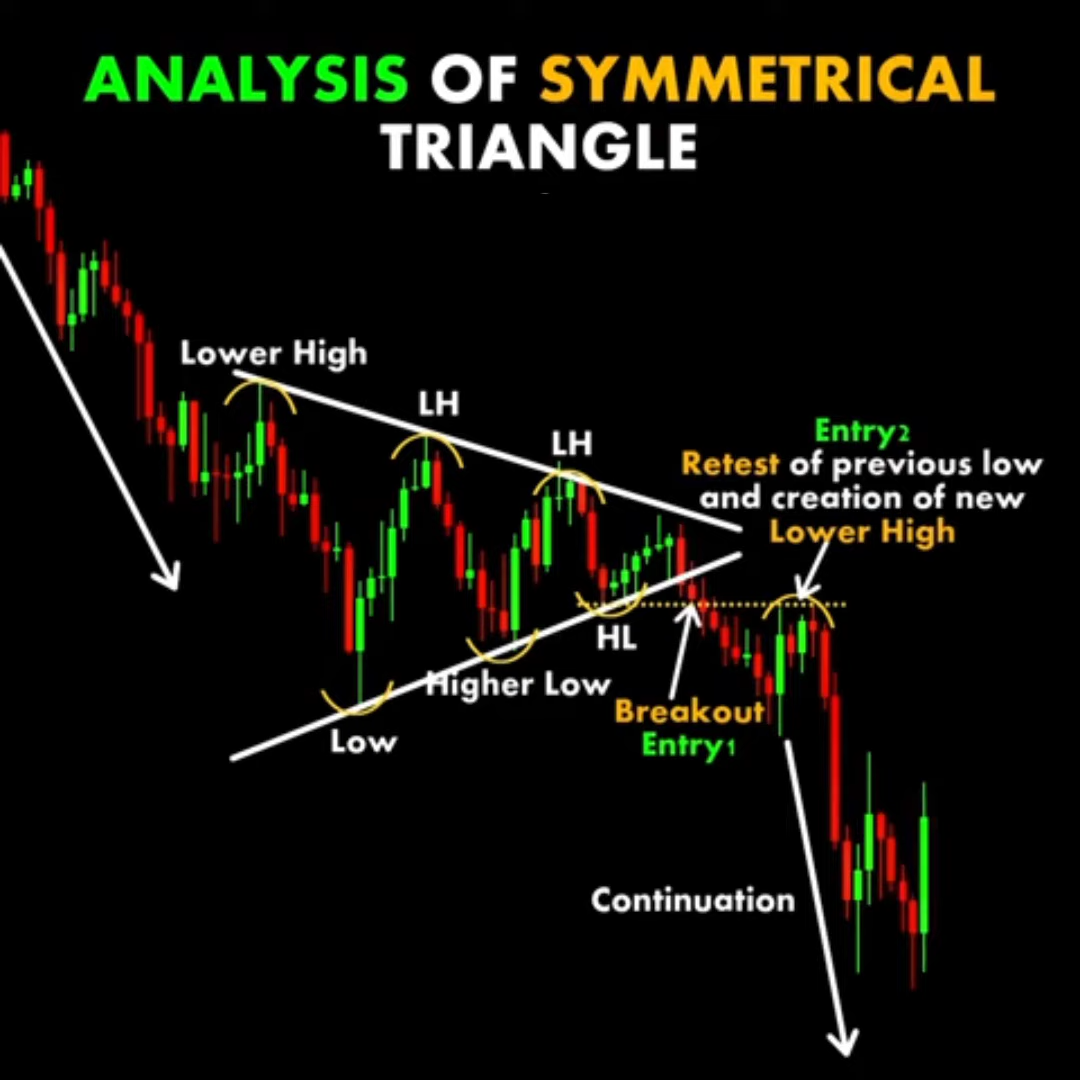 ANALYSIS OF SYMMETRICAL
TRIANGLE
Lower High
LH
LH
Entry2
Retest of previous low
and creation of new
Lower High
HL
Higher Low
Breakout
Entry1
Low
Continuation